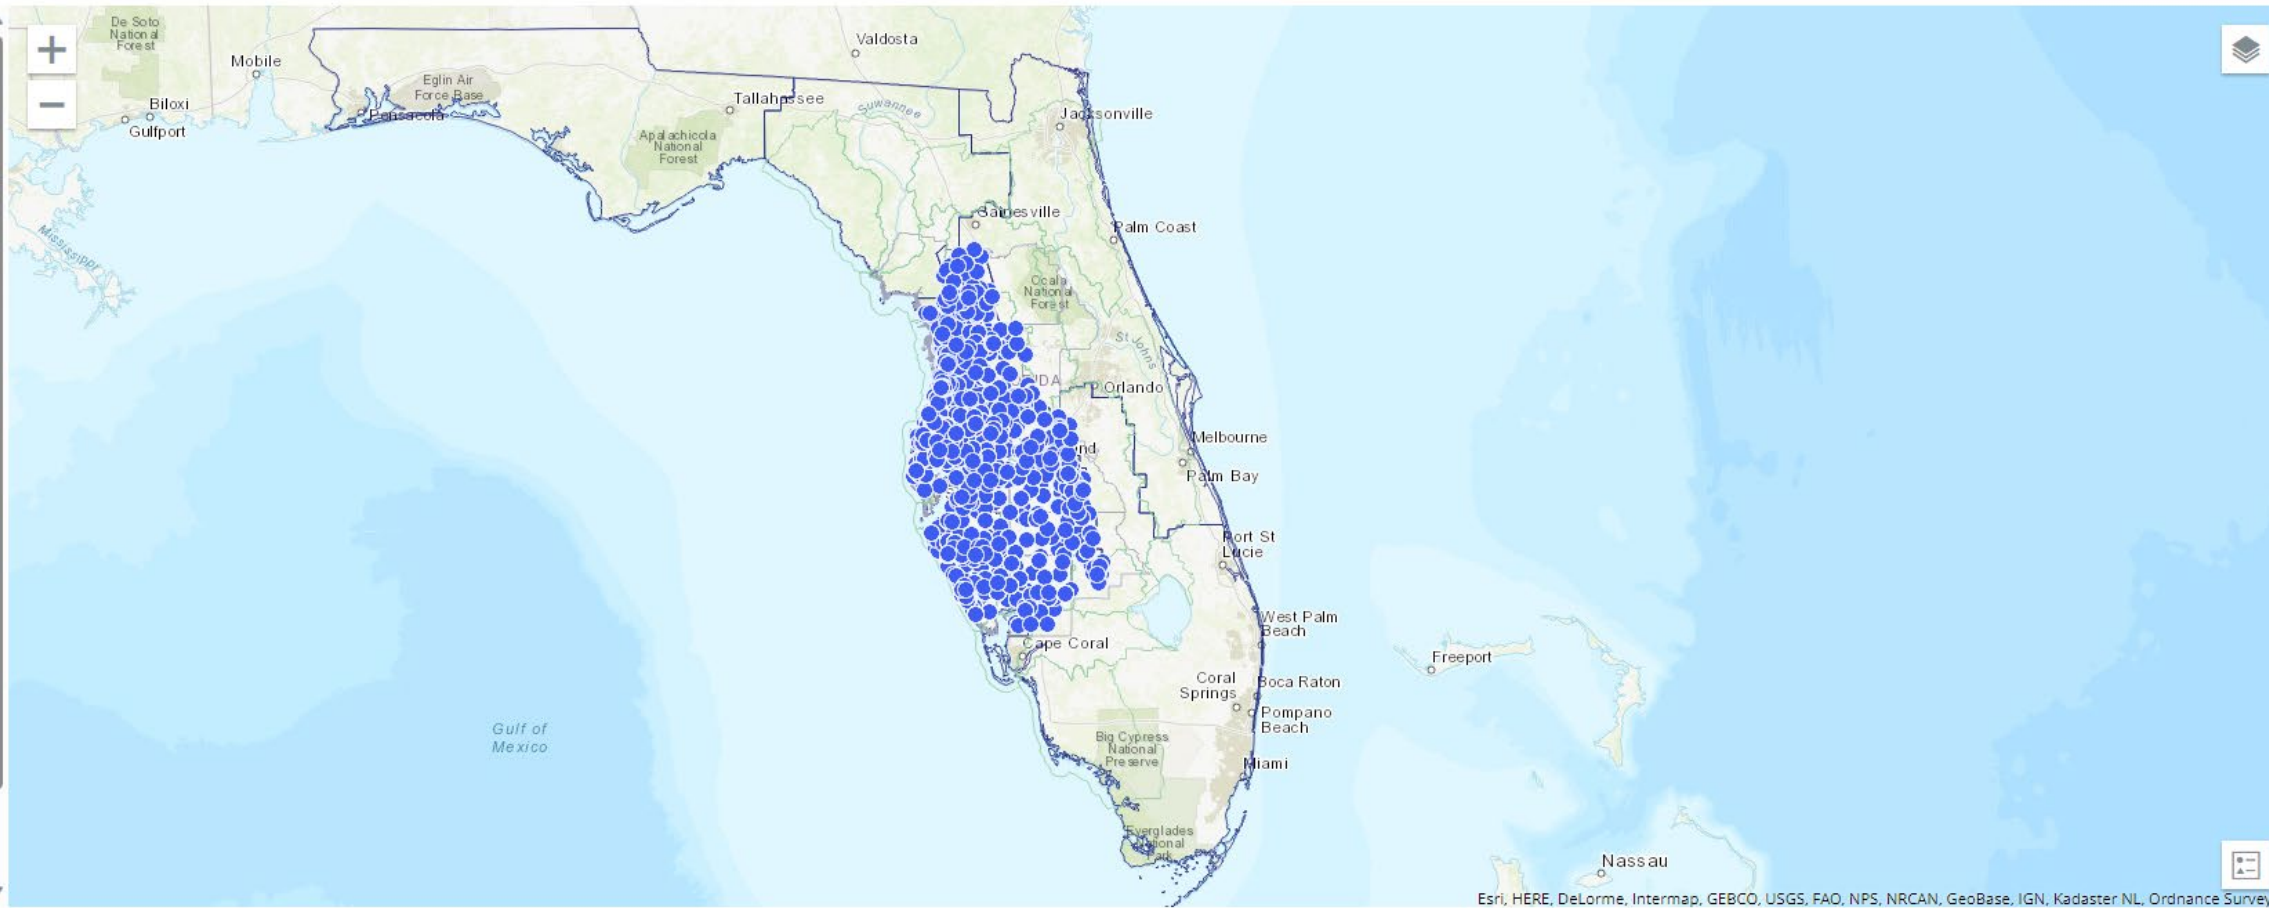 De Soto
National
Forest
Mobile
Biloxi
Gulfport
Mississippi
Eglin Air
Force Base
Pensacola
Valdosta
Tallahassee
Apalachicola
National
Forest
Suwannee
Jacksonville
Gainesville
Palm Coast
Ocala
National
Forest
St Johns
Orlando
Melbourne
Palm Bay
Port St
Lucie
West Palm
Beach
Cape Coral
Coral
Springs
Boca Raton
Pompano
Beach
Big Cypress
National
Preserve
Miami
Everglades
National
Park
Gulf of
Mexico
Freeport
Nassau
Esri, HERE, DeLorme, Intermap, GEBCO, USGS, FAO, NPS, NRCAN, GeoBase, IGN, Kadaster NL, Ordnance Survey